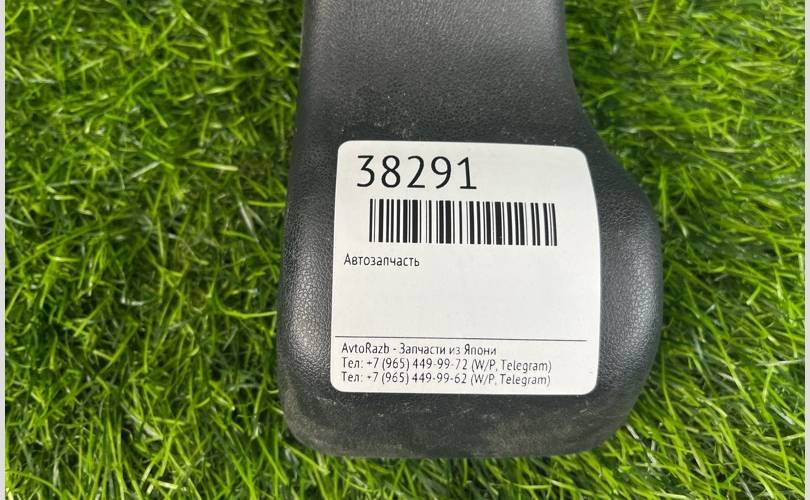 38291
Автозапчасть
AvtoRazb - Запчасти из Япони
Тел: +7 (965) 449-99-72 (W/P, Telegram)
Тел: +7 (965) 449-99-62 (W/P, Telegram)